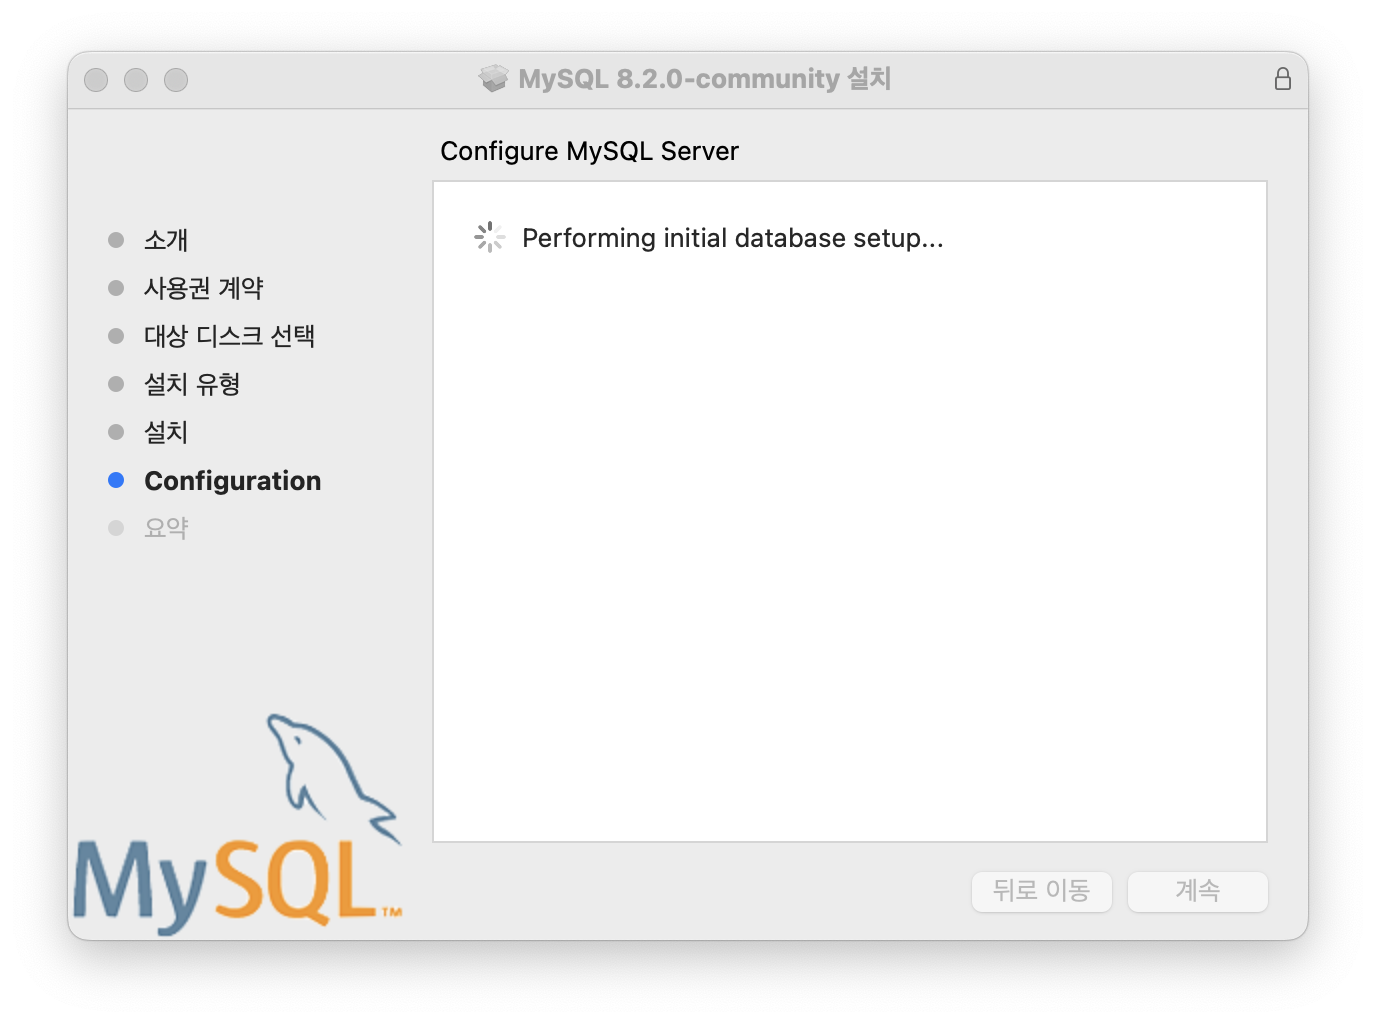 MySQL 8.2.0-community 설치
Configure MySQL Server
Performing initial database setup...
소개
사용권 계약
대상 디스크 선택
설치 유형
설치
Configuration
요약
MySQL™
뒤로 이동
계속